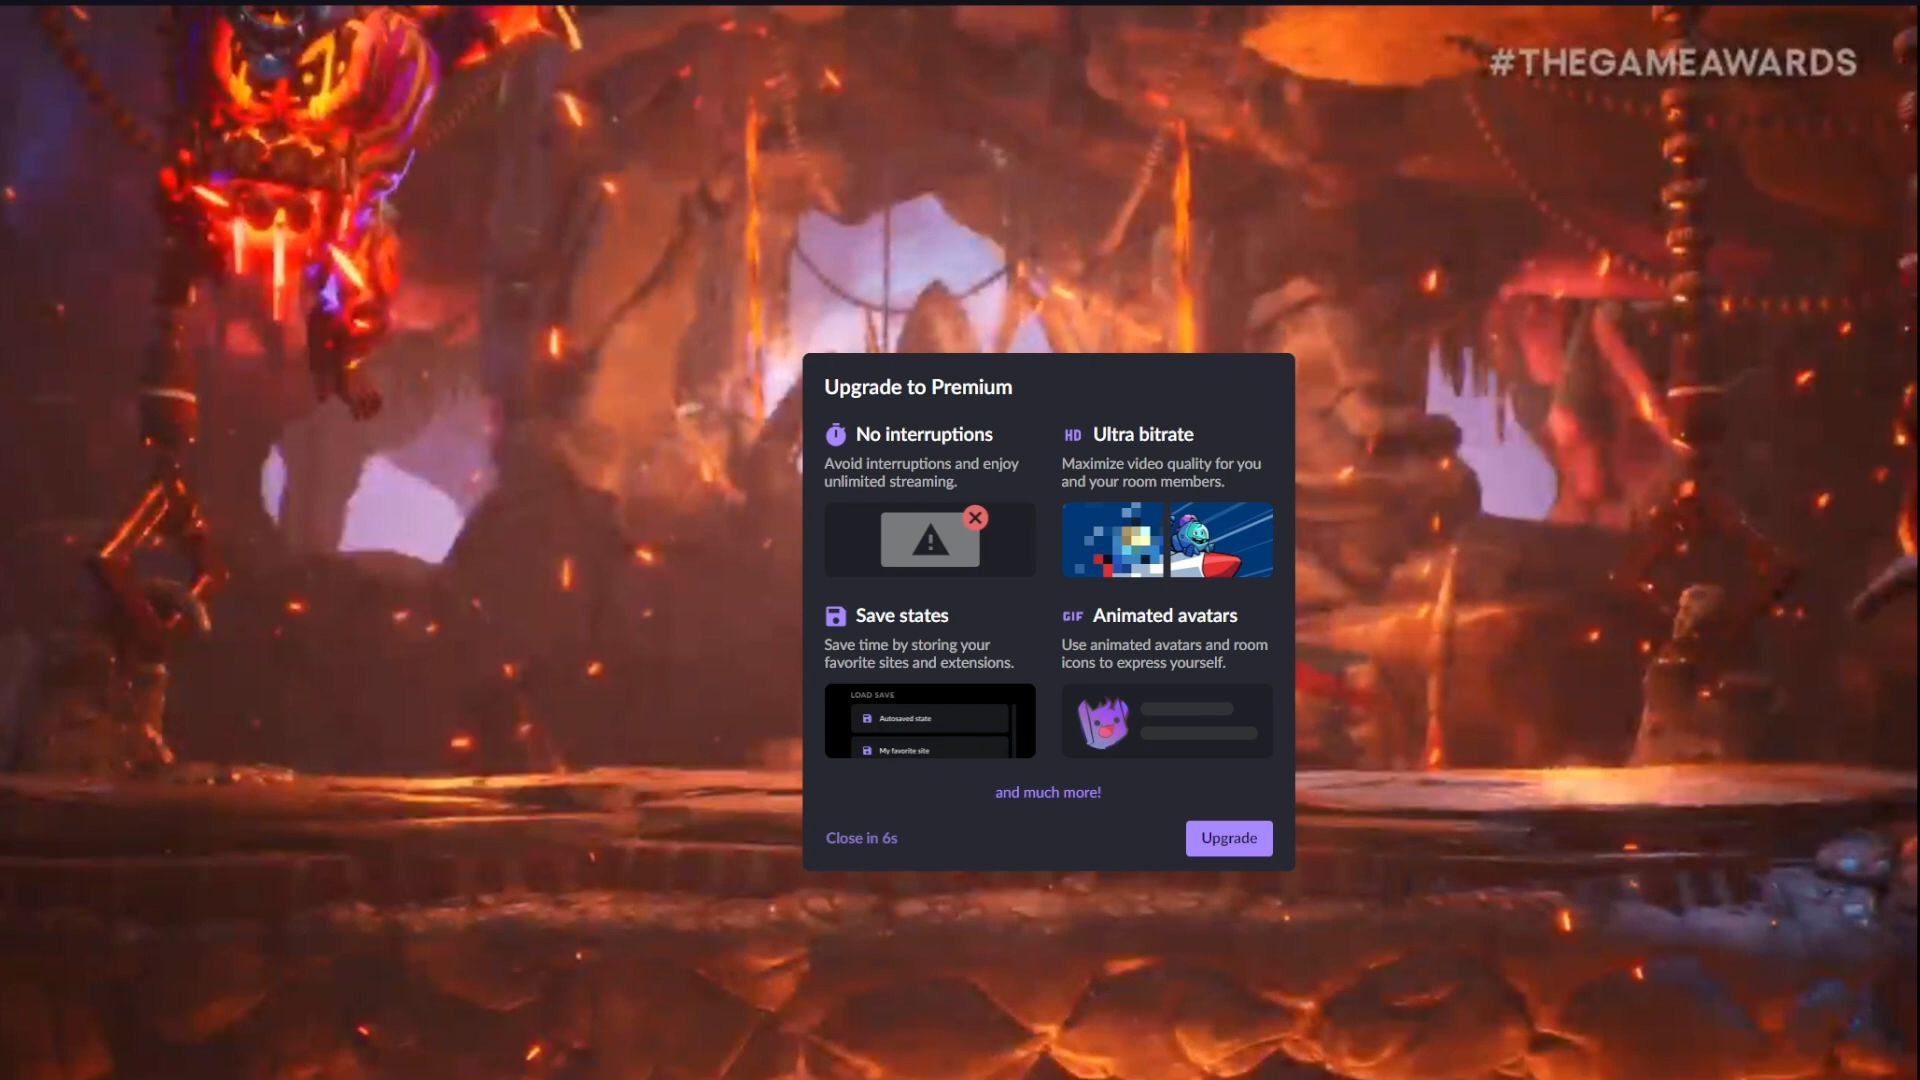 #THEGAMEAWARDS
Upgrade to Premium
No interruptions
Avoid interruptions and enjoy
unlimited streaming.
HD Ultra bitrate
Maximize video quality for you
and your room members.
Save states
Save time by storing your
favorite sites and extensions.
LOAD SAVE
Autosaved state
My favorite site
GIF Animated avatars
Use animated avatars and room
icons to express yourself.
and much more!
Close in 6s
Upgrade